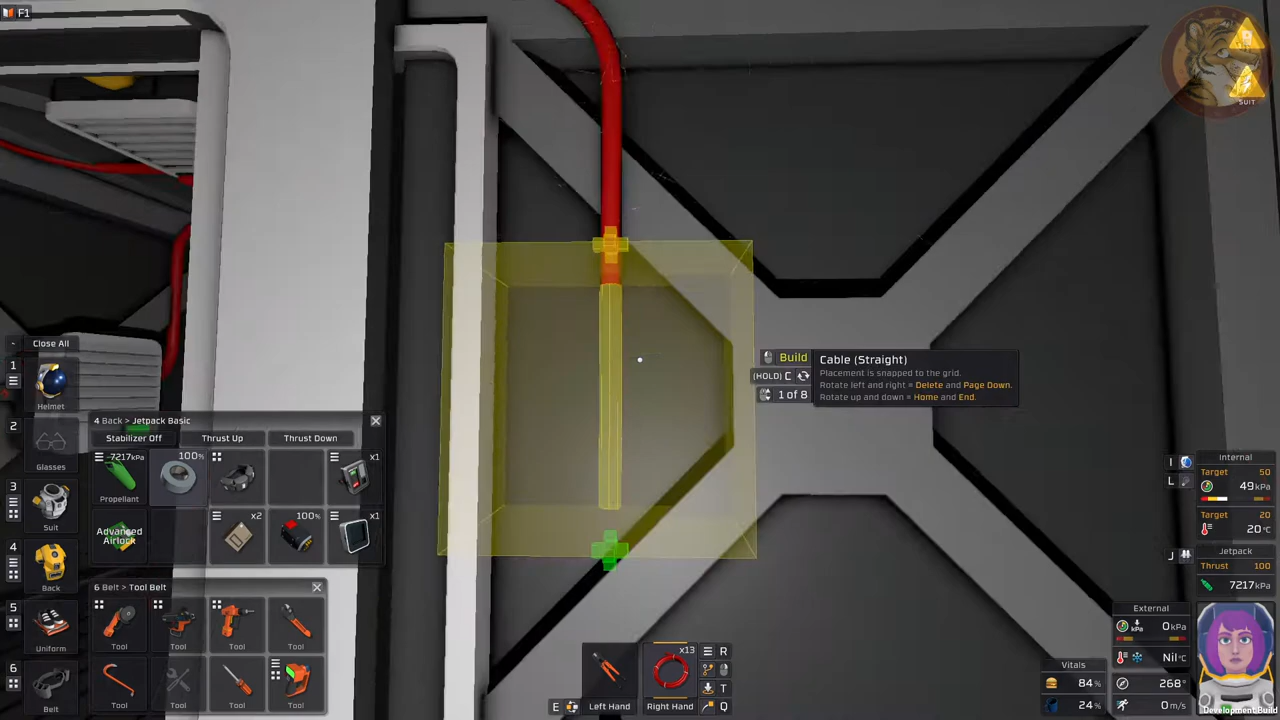 F1
SUIT
Build
(HOLD) C
1 of 8
Cable (Straight)
Placement is snapped to the grid.
Rotate left and right = Delete and Page Down.
Rotate up and down = Home and End.
Close All
1
Helmet
2
Glasses
3
Suit
4
Back
5
Uniform
6
Belt
4 Back > Jetpack Basic
Stabilizer Off
Thrust Up
Thrust Down
7217kPa
Propellant
100%
x1
Advanced Airlock
x2
100%
x1
6 Belt > Tool Belt
Tool
Tool
Tool
Tool
Tool
Tool
Tool
Tool
E
Left Hand
x13
Right Hand
R
T
Q
I
L
J
Internal
Target 50
49kPa
Target 20
20°C
Jetpack
Thrust 100
7217kPa
External
kPa
0kPa
Nil°C
268°
0m/s
Vitals
84%
24%
Development Build